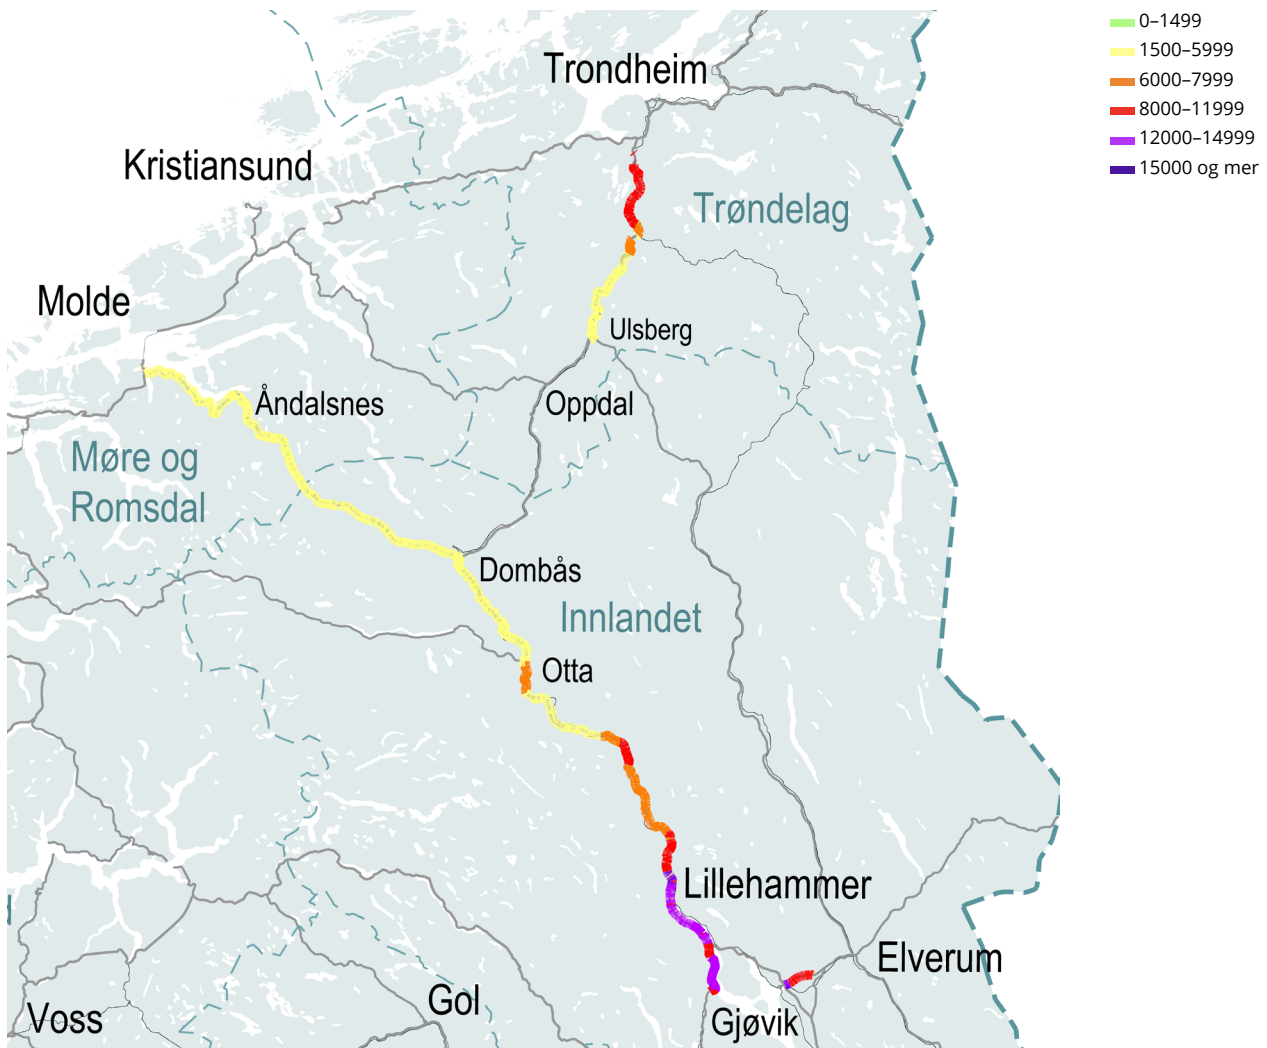 0–1499
1500–5999
6000–7999
8000–11999
12000–14999
15000 og mer
Trondheim
Kristiansund
Trøndelag
Molde
Ulsberg
Åndalsnes
Oppdal
Møre og
Romsdal
Dombås
Innlandet
Otta
Lillehammer
Elverum
Gol
Voss
Gjøvik